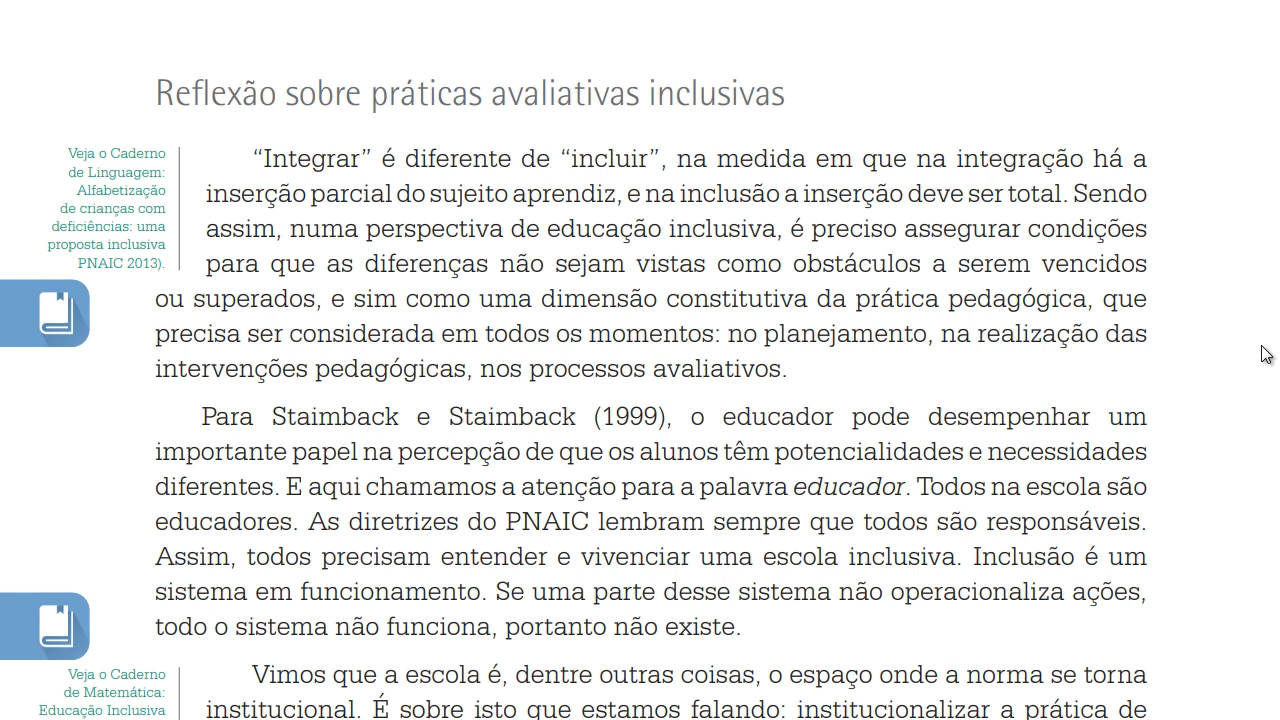 Reflexão sobre práticas avaliativas inclusivas
Veja o Caderno
de Linguagem:
Alfabetização
de crianças com
deficiências: uma
proposta inclusiva
PNAIC 2013).
“Integrar” é diferente de “incluir”, na medida em que na integração há a
inserção parcial do sujeito aprendiz, e na inclusão a inserção deve ser total. Sendo
assim, numa perspectiva de educação inclusiva, é preciso assegurar condições
para que as diferenças não sejam vistas como obstáculos a serem vencidos
ou superados, e sim como uma dimensão constitutiva da prática pedagógica, que
precisa ser considerada em todos os momentos: no planejamento, na realização das
intervenções pedagógicas, nos processos avaliativos.
Para Staimback e Staimback (1999), o educador pode desempenhar um
importante papel na percepção de que os alunos têm potencialidades e necessidades
diferentes. E aqui chamamos a atenção para a palavra educador. Todos na escola são
educadores. As diretrizes do PNAIC lembram sempre que todos são responsáveis.
Assim, todos precisam entender e vivenciar uma escola inclusiva. Inclusão é um
sistema em funcionamento. Se uma parte desse sistema não operacionaliza ações,
todo o sistema não funciona, portanto não existe.
Veja o Caderno
de Matemática:
Educação Inclusiva
Vimos que a escola é, dentre outras coisas, o espaço onde a norma se torna
institucional. É sobre isto que estamos falando: institucionalizar a prática de